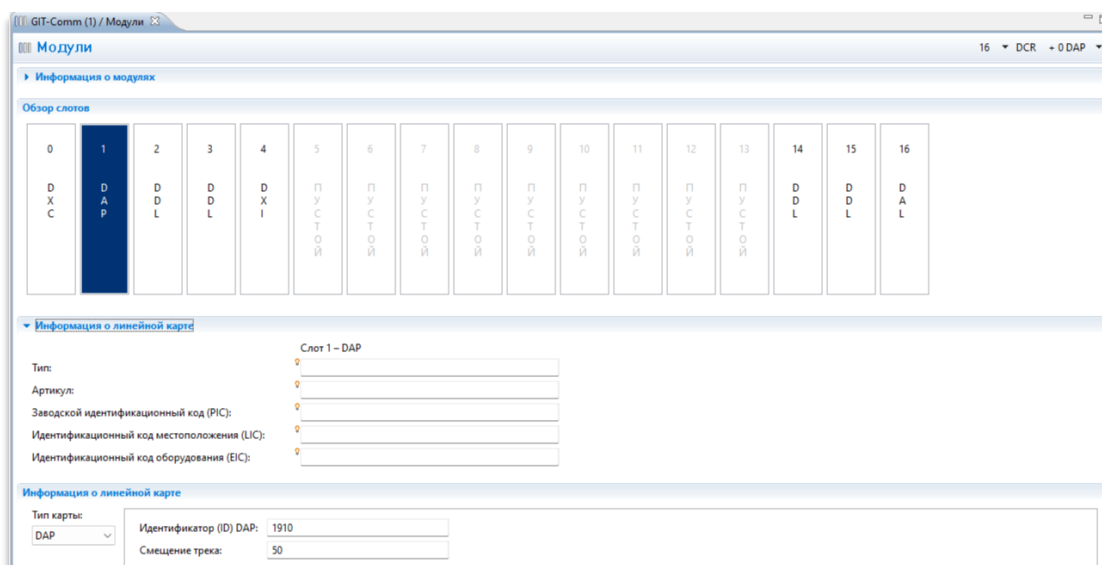 GIT-Comm (1) / Модули
Модули
16 DCR + 0 DAP
Информация о модулях
Обзор слотов
0 1 2 3 4 5 6 7 8 9 10 11 12 13 14 15 16
DXC DAP DDL DDL DXI ПУСТОЙ ПУСТОЙ ПУСТОЙ ПУСТОЙ ПУСТОЙ ПУСТОЙ ПУСТОЙ ПУСТОЙ ПУСТОЙ DDL DDL DAL
Информация о линейной карте
Слот 1 – DAP
Тип:
Артикул:
Заводской идентификационный код (PIC):
Идентификационный код местоположения (LIC):
Идентификационный код оборудования (EIC):
Информация о линейной карте
Тип карты:
DAP
Идентификатор (ID) DAP: 1910
Смещение трека: 50